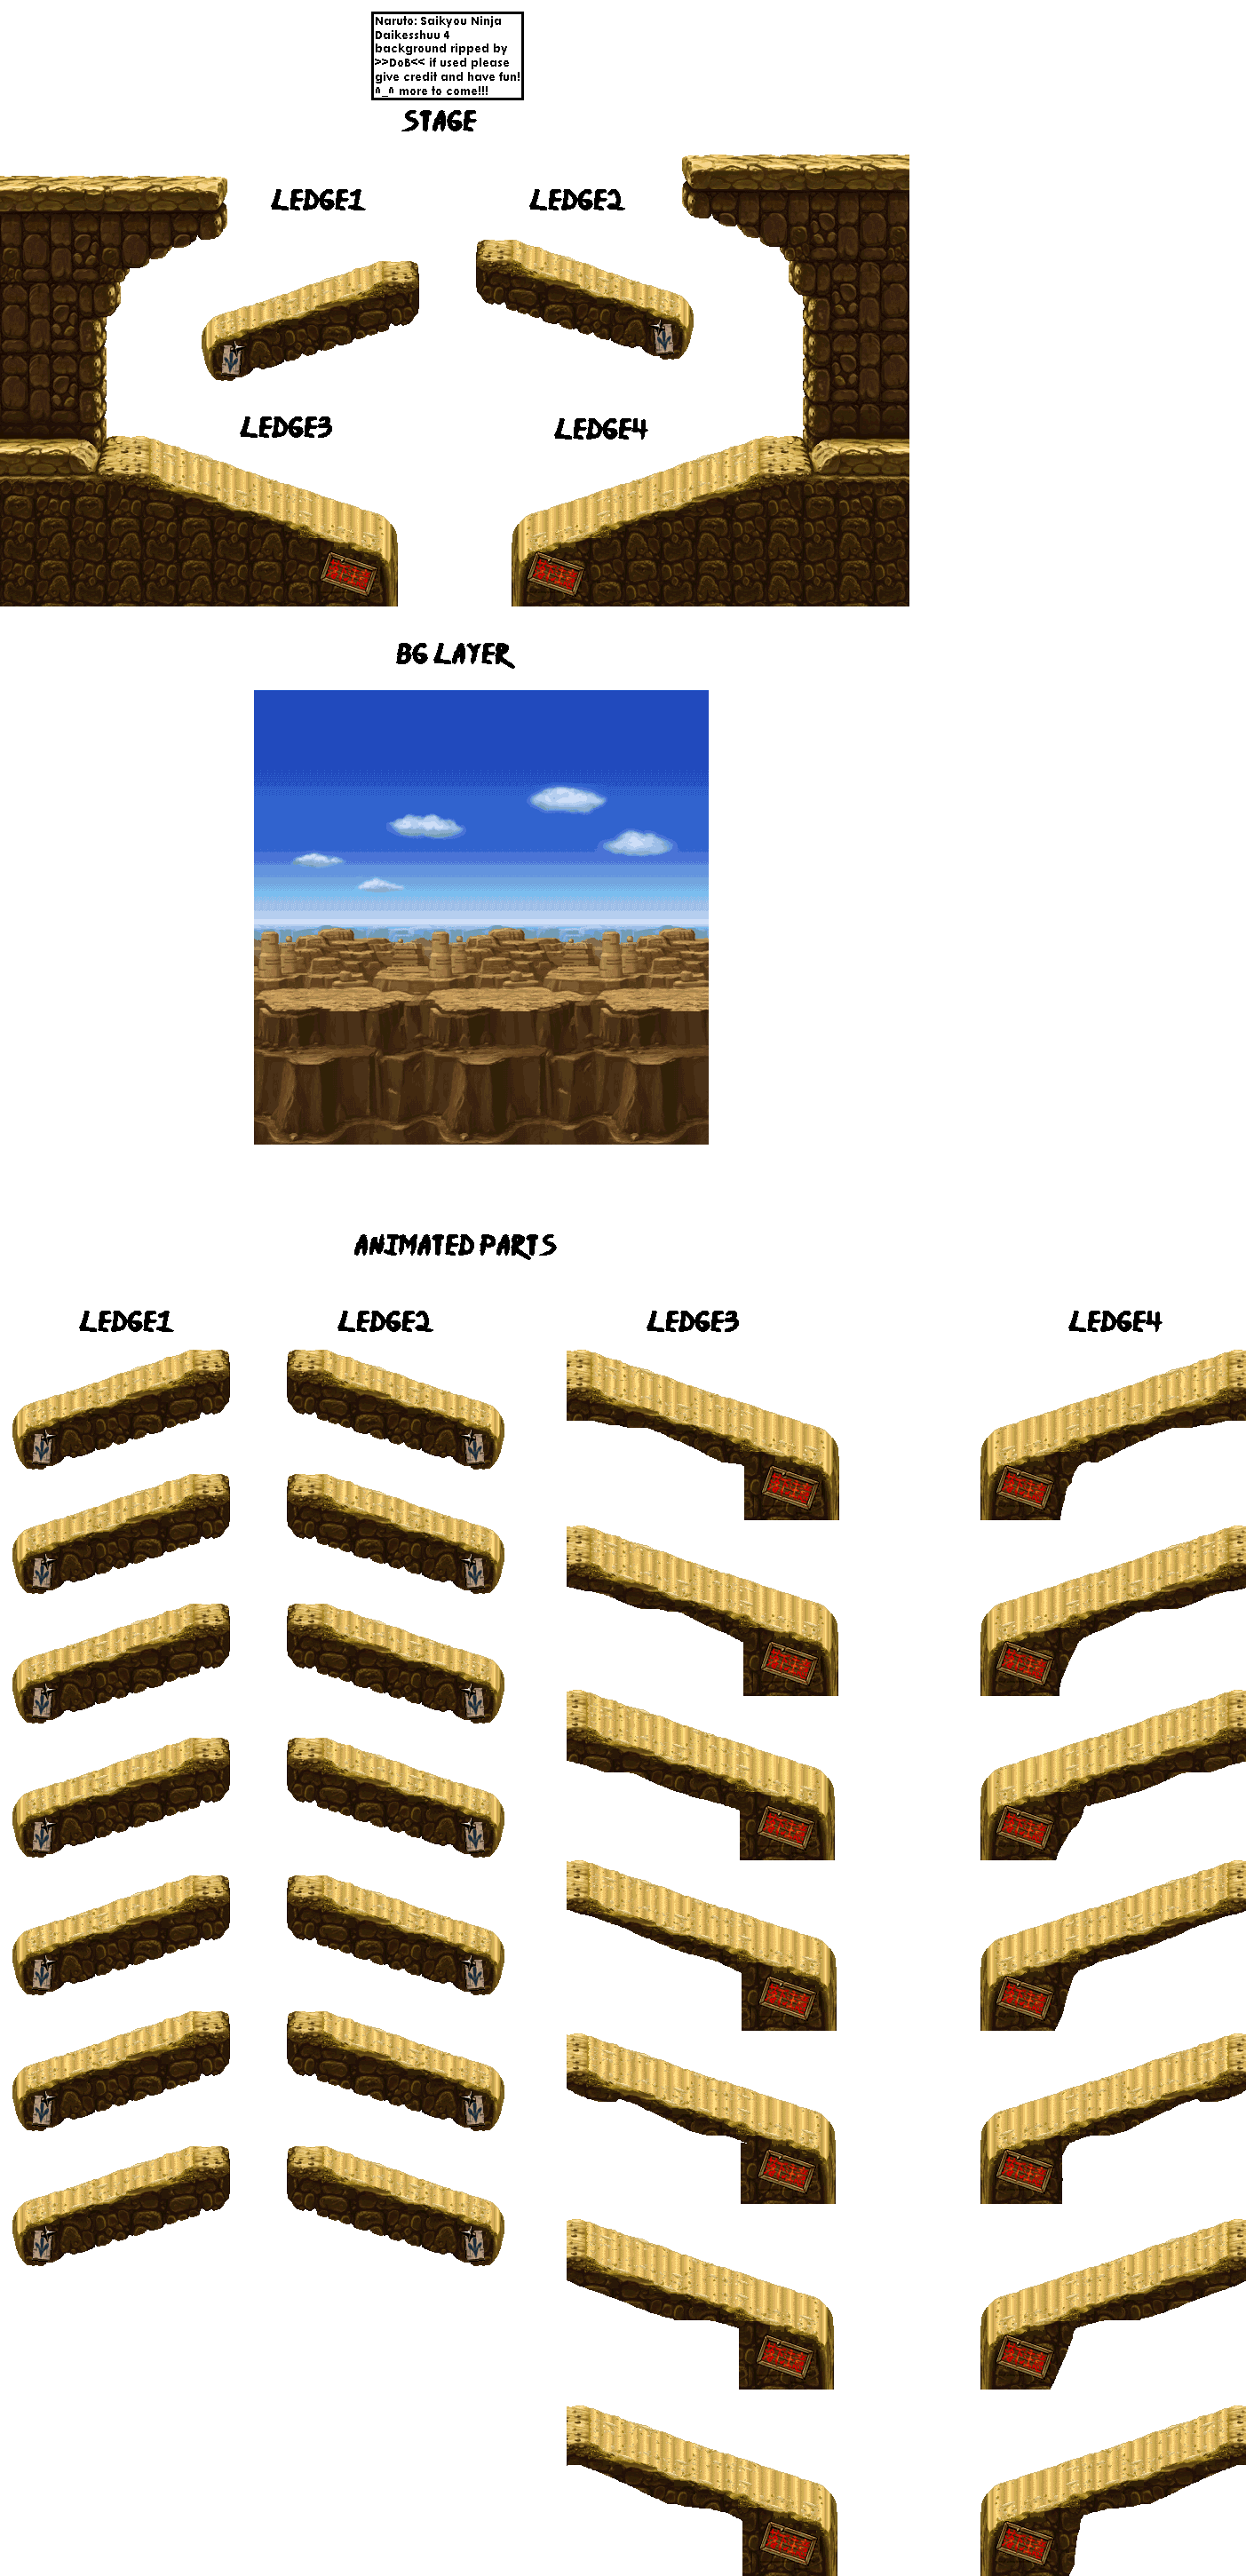 Naruto: Saikyou Ninja
Daikesshuu 4
background ripped by
>>DoB<< if used please
give credit and have fun!
^_^ more to come!!!
STAGE
LEDGE1 LEDGE2
LEDGE3 LEDGE4
BG LAYER
ANIMATED PARTS
LEDGE1 LEDGE2 LEDGE3 LEDGE4